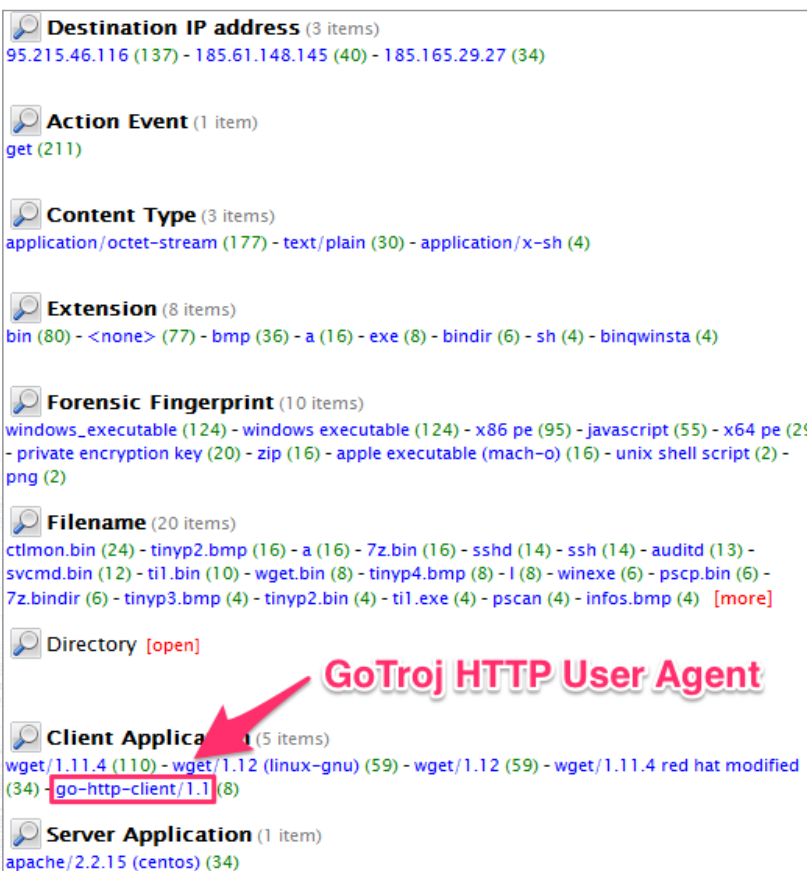 Destination IP address (3 items)
95.215.46.116 (137) - 185.61.148.145 (40) - 185.165.29.27 (34)
Action Event (1 item)
get (211)
Content Type (3 items)
application/octet-stream (177) - text/plain (30) - application/x-sh (4)
Extension (8 items)
bin (80) - <none> (77) - bmp (36) - a (16) - exe (8) - bindir (6) - sh (4) - binqwinsta (4)
Forensic Fingerprint (10 items)
windows_executable (124) - windows executable (124) - x86 pe (95) - javascript (55) - x64 pe (29
- private encryption key (20) - zip (16) - apple executable (mach-o) (16) - unix shell script (2) -
png (2)
Filename (20 items)
ctlmon.bin (24) - tinyp2.bmp (16) - a (16) - 7z.bin (16) - sshd (14) - ssh (14) - auditd (13) -
svcmd.bin (12) - ti1.bin (10) - wget.bin (8) - tinyp4.bmp (8) - l (8) - winexe (6) - pscp.bin (6) -
7z.bindir (6) - tinyp3.bmp (4) - tinyp2.bin (4) - ti1.exe (4) - pscan (4) - infos.bmp (4) [more]
Directory [open]
GoTroj HTTP User Agent
Client Applica n (5 items)
wget/1.11.4 (110) - wget/1.12 (linux-gnu) (59) - wget/1.12 (59) - wget/1.11.4 red hat modified
(34) - go-http-client/1.1 (8)
Server Application (1 item)
apache/2.2.15 (centos) (34)